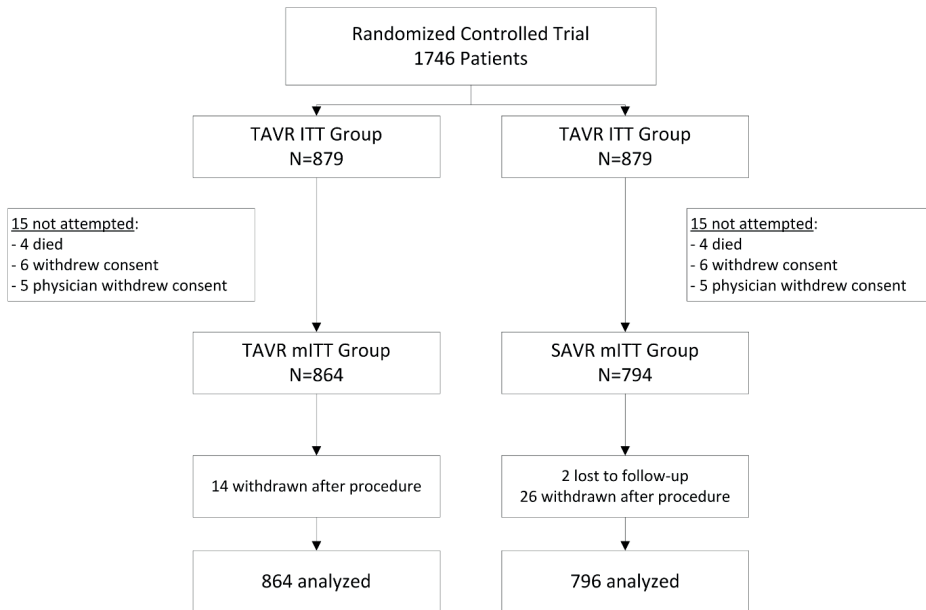 Randomized Controlled Trial
1746 Patients
TAVR ITT Group
N=879
TAVR ITT Group
N=879
15 not attempted:
- 4 died
- 6 withdrew consent
- 5 physician withdrew consent
15 not attempted:
- 4 died
- 6 withdrew consent
- 5 physician withdrew consent
TAVR mITT Group
N=864
SAVR mITT Group
N=794
14 withdrawn after procedure
2 lost to follow-up
26 withdrawn after procedure
864 analyzed
796 analyzed